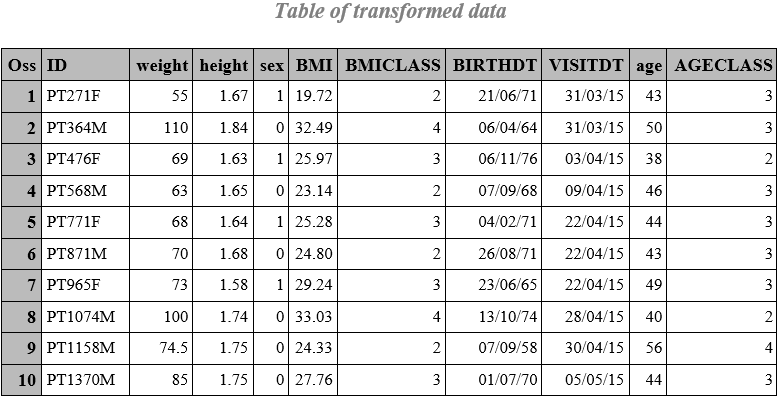 Table of transformed data
Oss ID weight height sex BMI BMICLASS BIRTHDT VISITDT age AGECLASS
1 PT271F 55 1.67 1 19.72 2 21/06/71 31/03/15 43 3
2 PT364M 110 1.84 0 32.49 4 06/04/64 31/03/15 50 3
3 PT476F 69 1.63 1 25.97 3 06/11/76 03/04/15 38 2
4 PT568M 63 1.65 0 23.14 2 07/09/68 09/04/15 46 3
5 PT771F 68 1.64 1 25.28 3 04/02/71 22/04/15 44 3
6 PT871M 70 1.68 0 24.80 2 26/08/71 22/04/15 43 3
7 PT965F 73 1.58 1 29.24 3 23/06/65 22/04/15 49 3
8 PT1074M 100 1.74 0 33.03 4 13/10/74 28/04/15 40 2
9 PT1158M 74.5 1.75 0 24.33 2 07/09/58 30/04/15 56 4
10 PT1370M 85 1.75 0 27.76 3 01/07/70 05/05/15 44 3